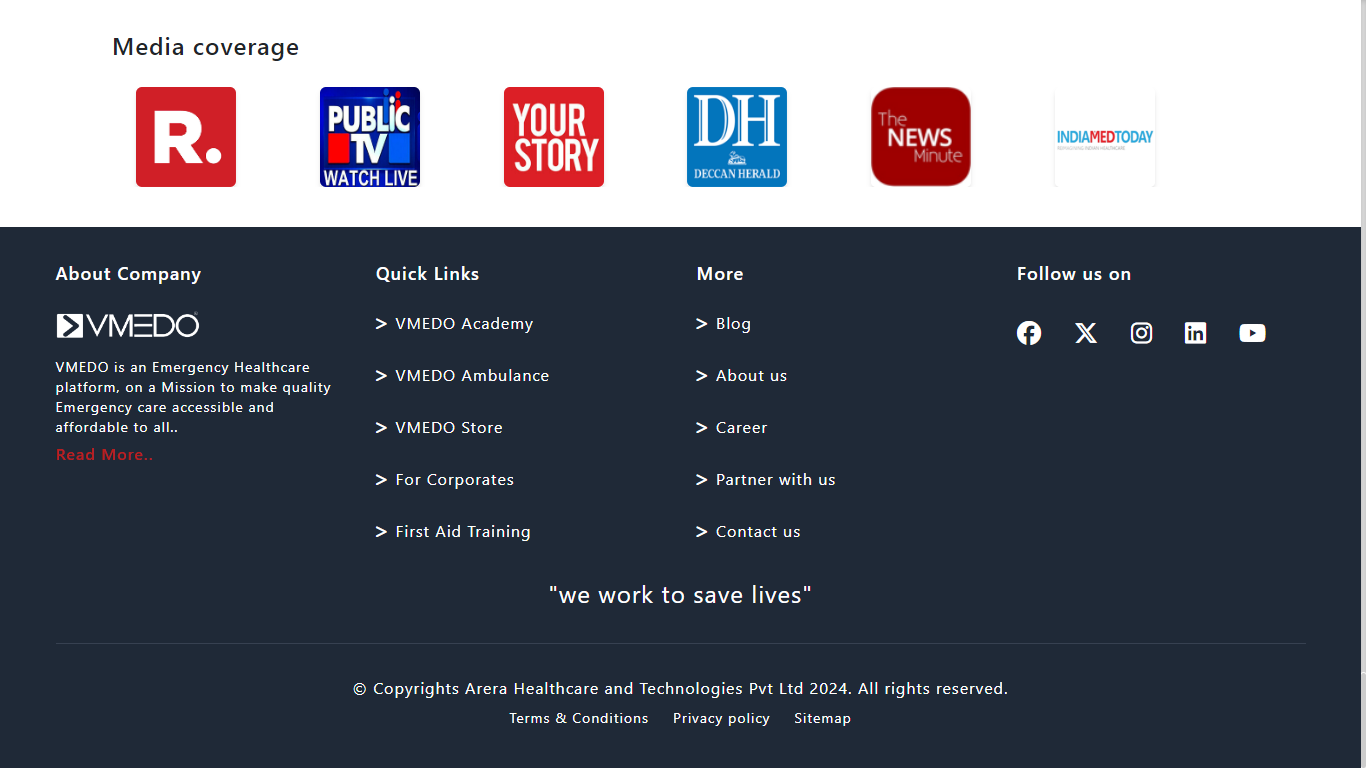 Media coverage
R.
PUBLiC
TV
WATCH LIVE
YOUR
STORY
DH
DECCAN HERALD
The
NEWS
Minute
INDIAMEDTODAY
About Company
VMEDO
VMEDO is an Emergency Healthcare
platform, on a Mission to make quality
Emergency care accessible and
affordable to all..
Read More..
Quick Links
> VMEDO Academy
> VMEDO Ambulance
> VMEDO Store
> For Corporates
> First Aid Training
More
> Blog
> About us
> Career
> Partner with us
> Contact us
Follow us on
"we work to save lives"
© Copyrights Arera Healthcare and Technologies Pvt Ltd 2024. All rights reserved.
Terms & Conditions Privacy policy Sitemap